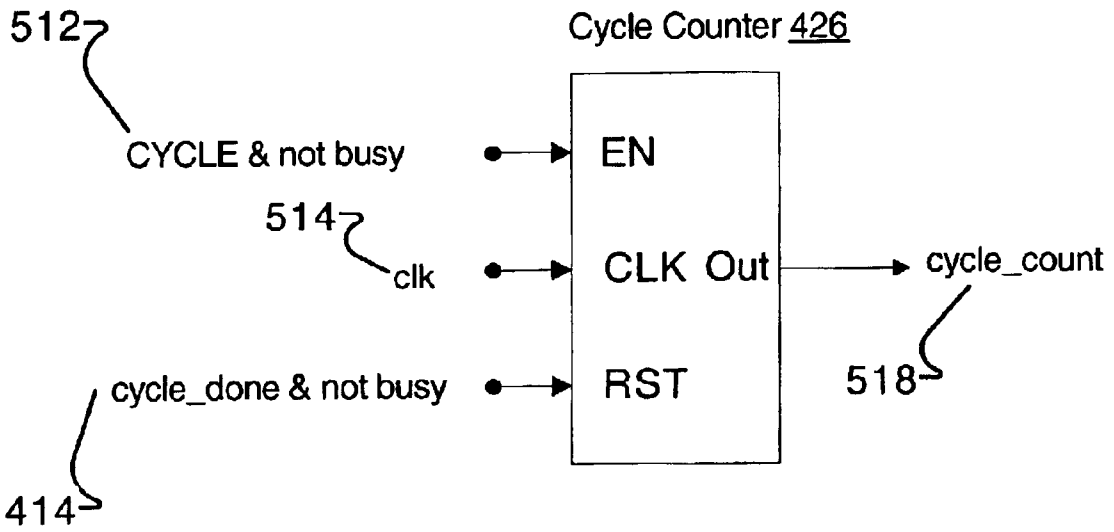 512
Cycle Counter 426
CYCLE & not busy
EN
514
clk
CLK Out
cycle_count
cycle_done & not busy
RST
518
414